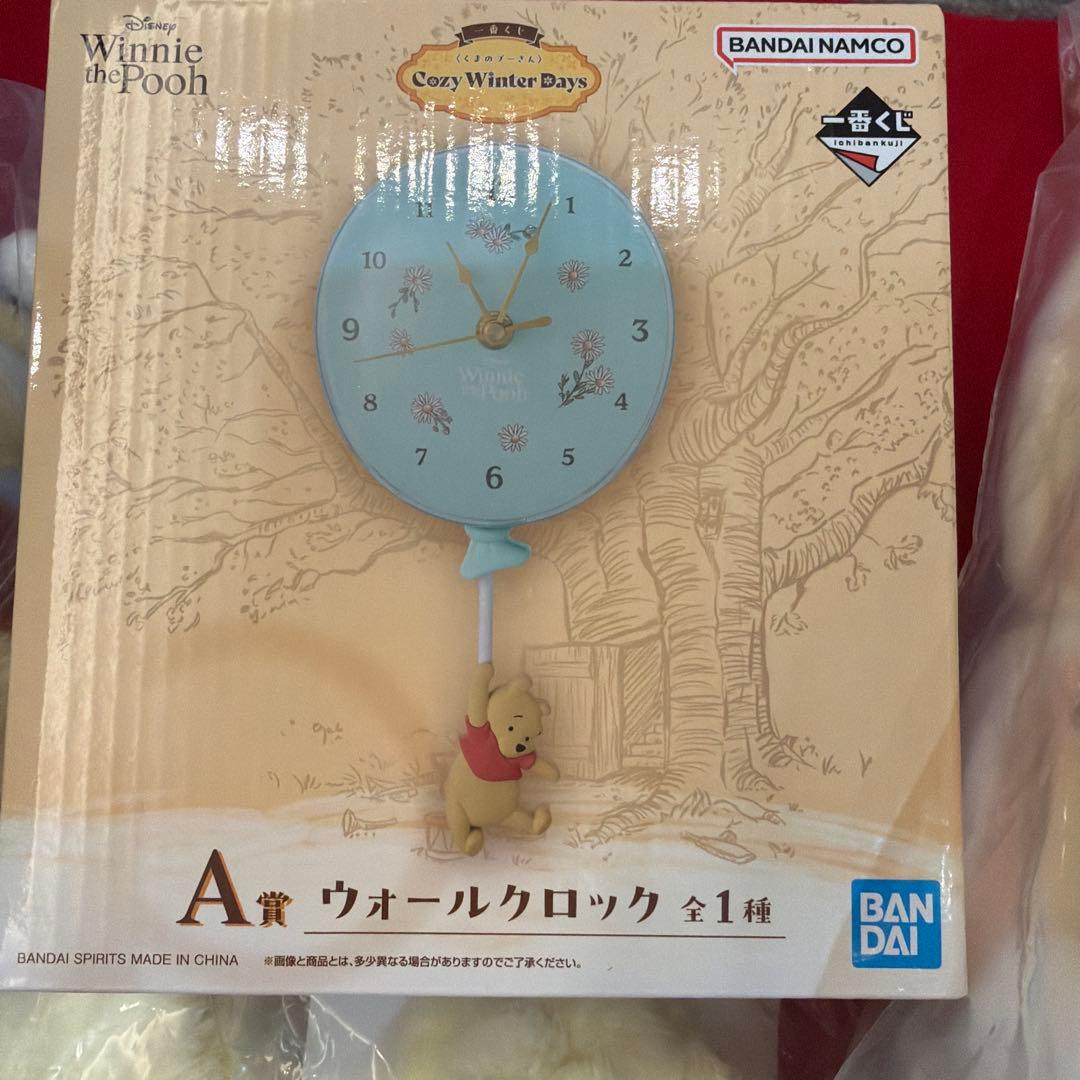 Disney
Winnie
the Pooh
一番くじ
〈くまのプーさん〉
Cozy Winter Days
BANDAI NAMCO
一番くじ
ichibankuji
11
1
10
2
9
3
8
4
7
5
6
Winnie
the Pooh
A賞 ウォールクロック 全1種
BAN
DAI
BANDAI SPIRITS MADE IN CHINA
※画像と商品とは、多少異なる場合がありますのでご了承ください。